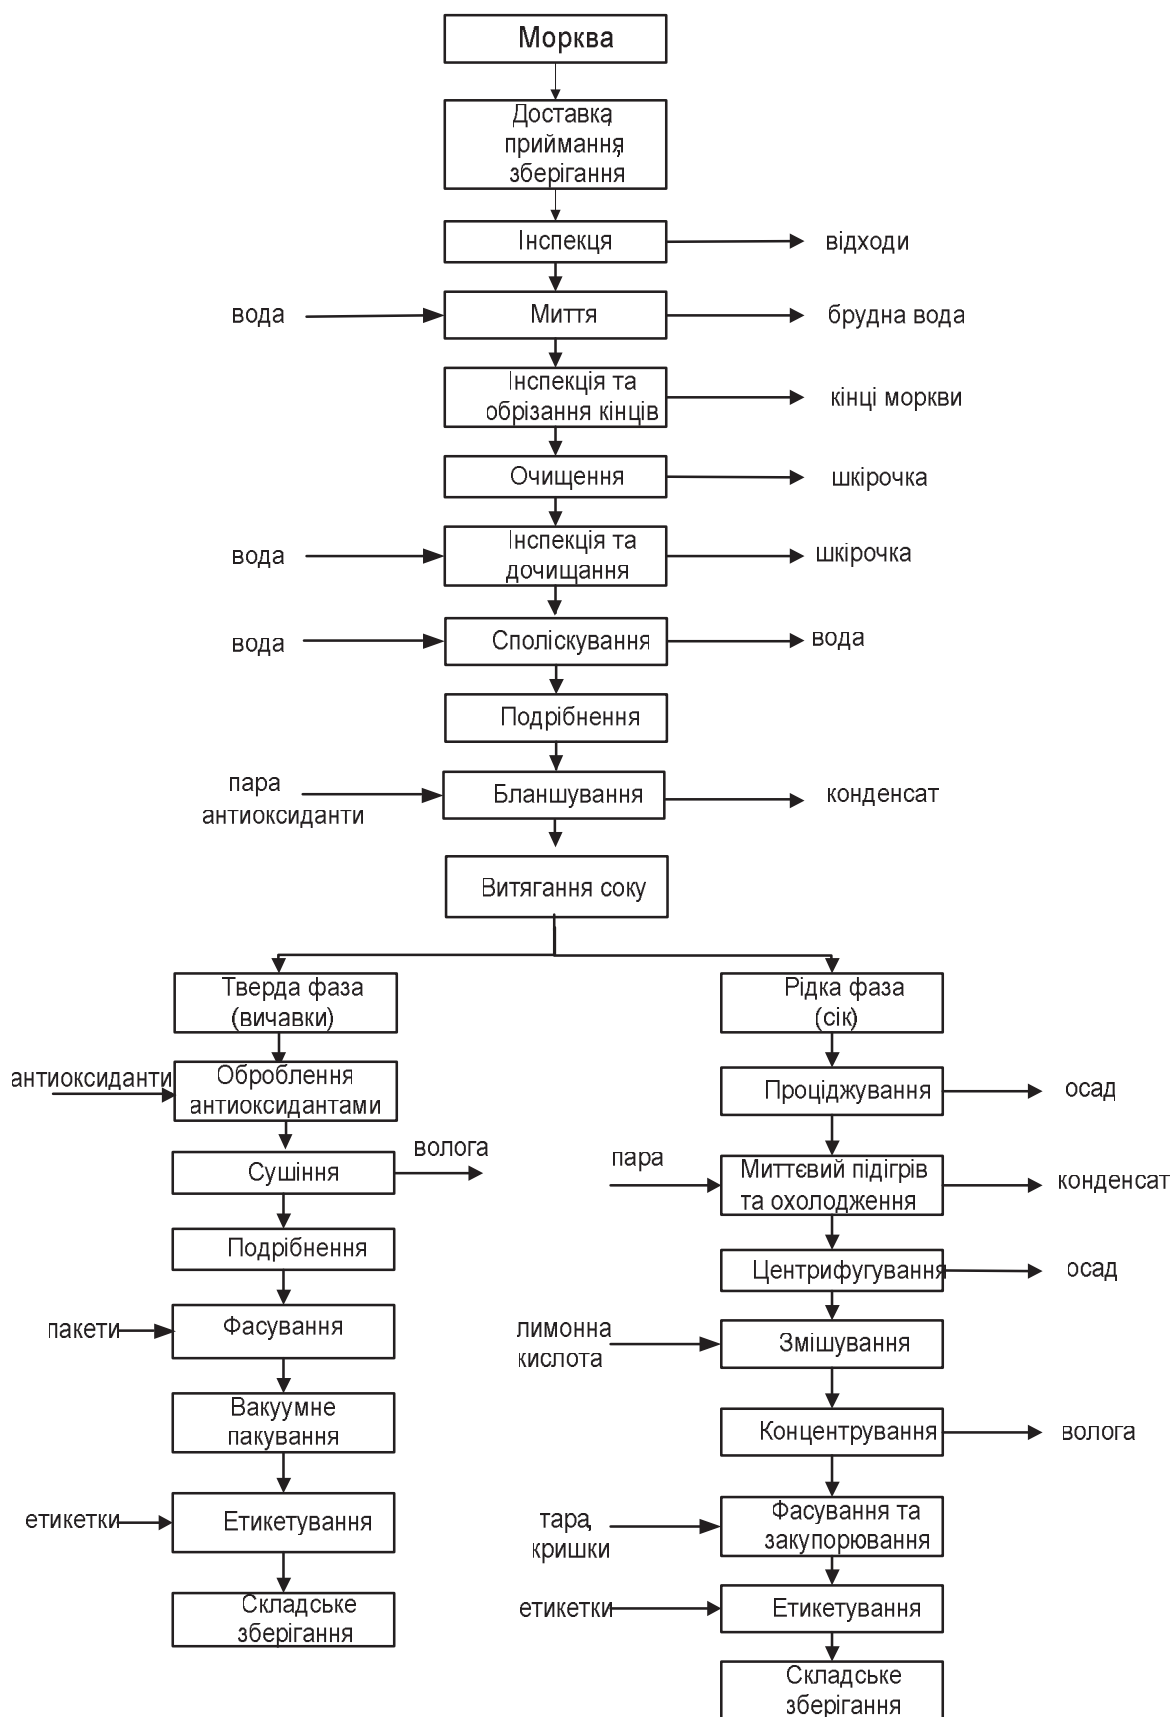 Морква
Доставка,
приймання,
зберігання
Інспекця
відходи
вода
Миття
брудна вода
Інспекція та
обрізання кінців
кінці моркви
Очищення
шкірочка
вода
Інспекція та
дочищання
шкірочка
вода
Споліскування
вода
Подрібнення
пара
антиоксиданти
Бланшування
конденсат
Витягання соку
Тверда фаза
(вичавки)
Рідка фаза
(сік)
антиоксиданти
Оброблення
антиоксидантами
Проціджування
осад
Сушіння
волога
пара
Миттєвий підігрів
та охолодження
конденсат
Подрібнення
Центрифугування
осад
пакети
Фасування
лимонна
кислота
Змішування
Вакуумне
пакування
Концентрування
волога
етикетки
Етикетування
тара,
кришки
Фасування та
закупорювання
Складське
зберігання
етикетки
Етикетування
Складське
зберігання